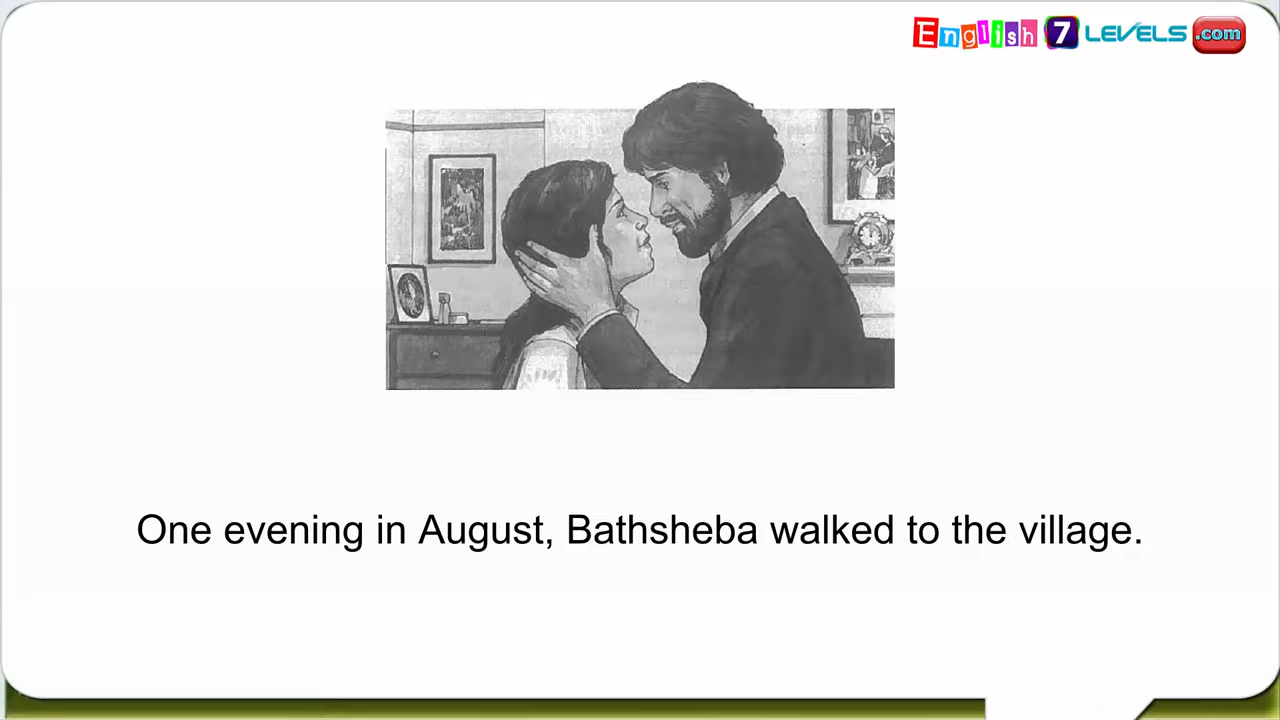 English 7 LEVELS .com
One evening in August, Bathsheba walked to the village.